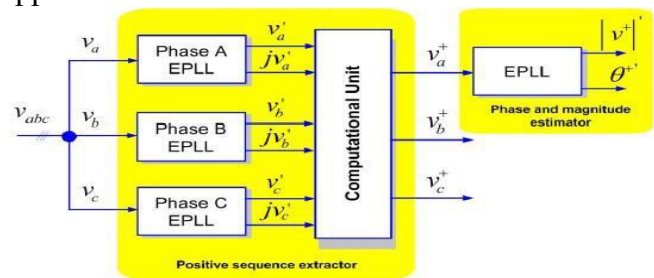 v_abc
v_a
v_b
v_c
Phase A
EPLL
Phase B
EPLL
Phase C
EPLL
v_a'
jv_a'
v_b'
jv_b'
v_c'
jv_c'
Computational Unit
v_a^+
v_b^+
v_c^+
EPLL
|v^+|'
θ^+'
Phase and magnitude
estimator
Positive sequence extractor